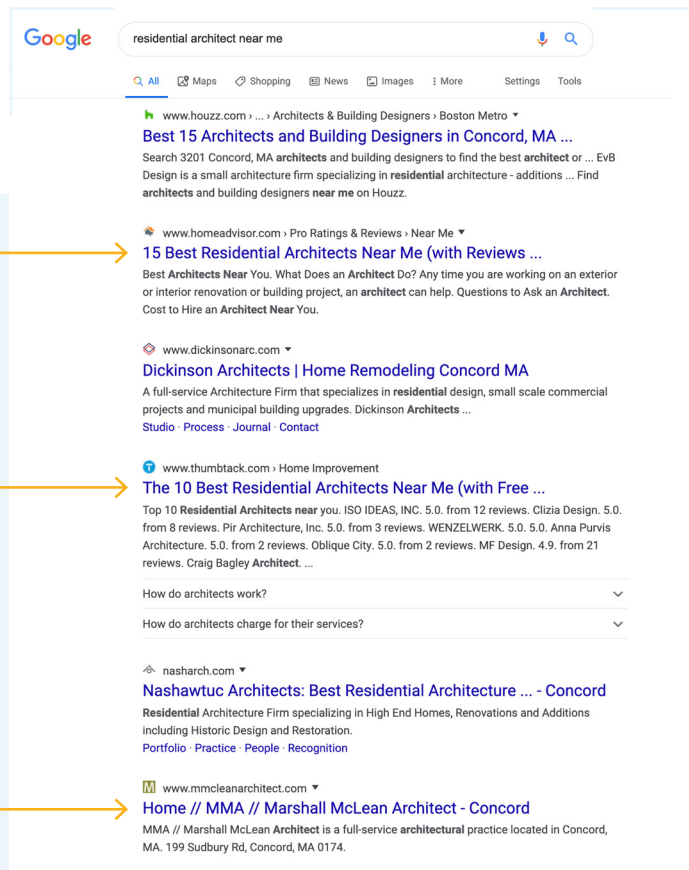 Google
residential architect near me
All Maps Shopping News Images More Settings Tools
www.houzz.com › ... › Architects & Building Designers › Boston Metro
Best 15 Architects and Building Designers in Concord, MA ...
Search 3201 Concord, MA architects and building designers to find the best architect or ... EvB
Design is a small architecture firm specializing in residential architecture - additions ... Find
architects and building designers near me on Houzz.
www.homeadvisor.com › Pro Ratings & Reviews › Near Me
15 Best Residential Architects Near Me (with Reviews ...
Best Architects Near You. What Does an Architect Do? Any time you are working on an exterior
or interior renovation or building project, an architect can help. Questions to Ask an Architect.
Cost to Hire an Architect Near You.
www.dickinsonarc.com
Dickinson Architects | Home Remodeling Concord MA
A full-service Architecture Firm that specializes in residential design, small scale commercial
projects and municipal building upgrades. Dickinson Architects ...
Studio · Process · Journal · Contact
T www.thumbtack.com › Home Improvement
The 10 Best Residential Architects Near Me (with Free ...
Top 10 Residential Architects near you. ISO IDEAS, INC. 5.0. from 12 reviews. Clizia Design. 5.0.
from 8 reviews. Pir Architecture, Inc. 5.0. from 3 reviews. WENZELWERK. 5.0. 5.0. Anna Purvis
Architecture. 5.0. from 2 reviews. Oblique City. 5.0. from 2 reviews. MF Design. 4.9. from 21
reviews. Craig Bagley Architect. ...
How do architects work?
How do architects charge for their services?
nasharch.com
Nashawtuc Architects: Best Residential Architecture ... - Concord
Residential Architecture Firm specializing in High End Homes, Renovations and Additions
including Historic Design and Restoration.
Portfolio · Practice · People · Recognition
M www.mmcleanarchitect.com
Home // MMA // Marshall McLean Architect - Concord
MMA // Marshall McLean Architect is a full-service architectural practice located in Concord,
MA. 199 Sudbury Rd, Concord, MA 0174.